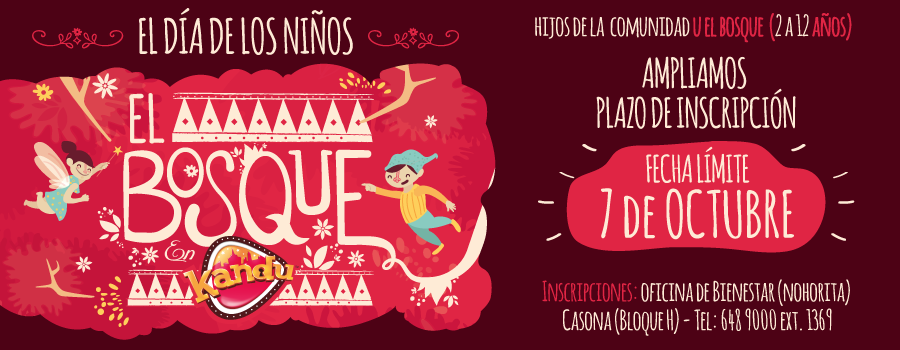 EL DÍA DE LOS NIÑOS
EL
BOSQUE
En
Kandu
HIJOS DE LA COMUNIDAD U EL BOSQUE (2 A 12 AÑOS)
AMPLIAMOS
PLAZO DE INSCRIPCIÓN
FECHA LÍMITE
7 DE OCTUBRE
INSCRIPCIONES: OFICINA DE BIENESTAR (NOHORITA)
CASONA (BLOQUE H) - TEL: 648 9000 EXT. 1369